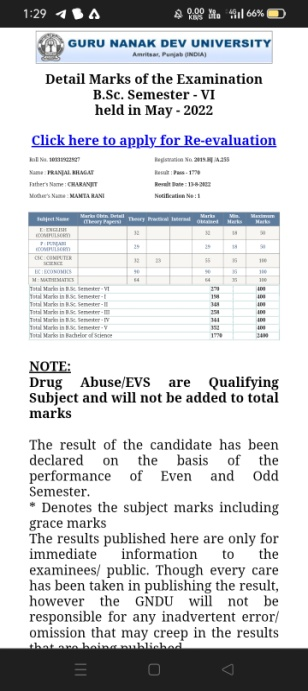 1:29
0.00 KB/S
4G
66%
GURU NANAK DEV UNIVERSITY
Amritsar, Punjab (INDIA)
Detail Marks of the Examination
B.Sc. Semester - VI
held in May - 2022
Click here to apply for Re-evaluation
Roll No. 10331922927 Registration No. 2019.HJ /A.255
Name : PRANJAL BHAGAT Result : Pass - 1770
Father's Name : CHARANJIT Result Date : 13-8-2022
Mother's Name : MAMTA RANI Notification No : 1
Subject Name Marks Obtn. Detail (Theory Papers) Theory Practical Internal Marks Obtained Min. Marks Maximum Marks
E : ENGLISH (COMPULSORY) 32 32 18 50
P : PUNJABI (COMPULSORY) 29 29 18 50
CSC : COMPUTER SCIENCE 32 23 55 35 100
EC : ECONOMICS 90 90 35 100
M : MATHEMATICS 64 64 35 100
Total Marks in B.Sc. Semester - VI 270 400
Total Marks in B.Sc. Semester - I 400
Total Marks in B.Sc. Semester - II 400
Total Marks in B.Sc. Semester - III 400
Total Marks in B.Sc. Semester - IV 344 400
Total Marks in B.Sc. Semester - V 352 400
Total Marks in Bachelor of Science 1770 2400
NOTE:
Drug Abuse/EVS are Qualifying
Subject and will not be added to total
marks
The result of the candidate has been
declared on the basis of the
performance of Even and Odd
Semester.
* Denotes the subject marks including
grace marks
The results published here are only for
immediate information to the
examinees/ public. Though every care
has been taken in publishing the result,
however the GNDU will not be
responsible for any inadvertent error/
omission that may creep in the results
that are being published